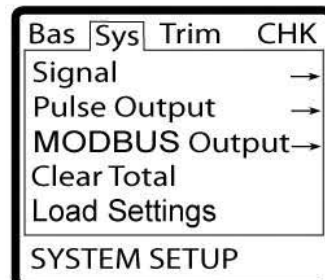 Bas Sys Trim CHK
Signal →
Pulse Output →
MODBUS Output→
Clear Total
Load Settings
SYSTEM SETUP